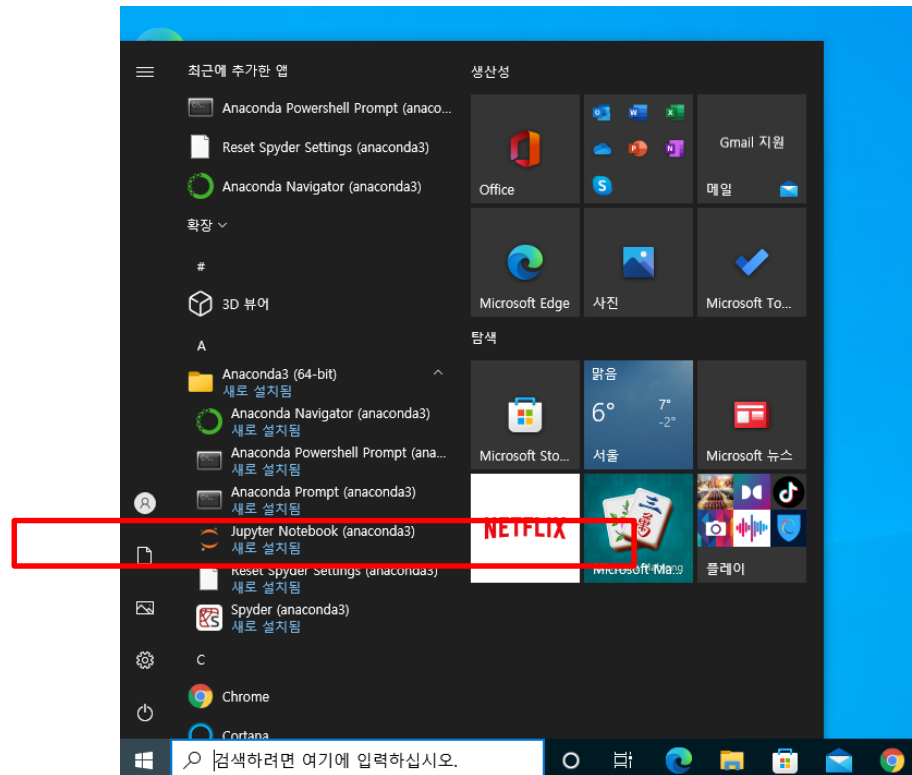 최근에 추가한 앱
Anaconda Powershell Prompt (anaco...
Reset Spyder Settings (anaconda3)
Anaconda Navigator (anaconda3)
확장
#
3D 뷰어
A
Anaconda3 (64-bit)
새로 설치됨
Anaconda Navigator (anaconda3)
새로 설치됨
Anaconda Powershell Prompt (ana...
새로 설치됨
Anaconda Prompt (anaconda3)
새로 설치됨
Jupyter Notebook (anaconda3)
새로 설치됨
Reset Spyder Settings (anaconda3)
새로 설치됨
Spyder (anaconda3)
새로 설치됨
C
Chrome
Cortana
생산성
Office
Gmail 지원
메일
Microsoft Edge
사진
Microsoft To...
탐색
Microsoft Sto...
맑음
6°
7°
-2°
서울
Microsoft 뉴스
NETFLIX
Microsoft Ma...
플레이
검색하려면 여기에 입력하십시오.